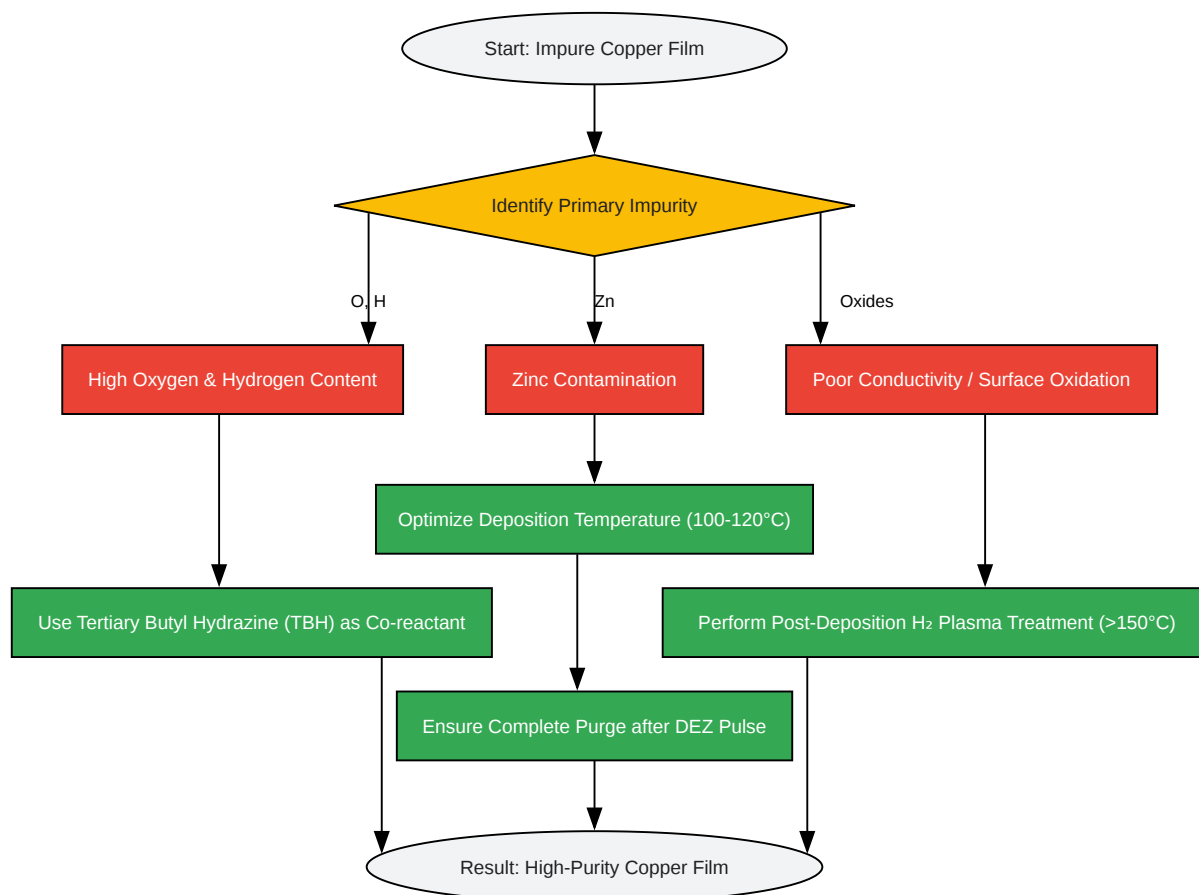 Start: Impure Copper Film
Identify Primary Impurity
O, H
Zn
Oxides
High Oxygen & Hydrogen Content
Zinc Contamination
Poor Conductivity / Surface Oxidation
Optimize Deposition Temperature (100-120°C)
Use Tertiary Butyl Hydrazine (TBH) as Co-reactant
Perform Post-Deposition H₂ Plasma Treatment (>150°C)
Ensure Complete Purge after DEZ Pulse
Result: High-Purity Copper Film